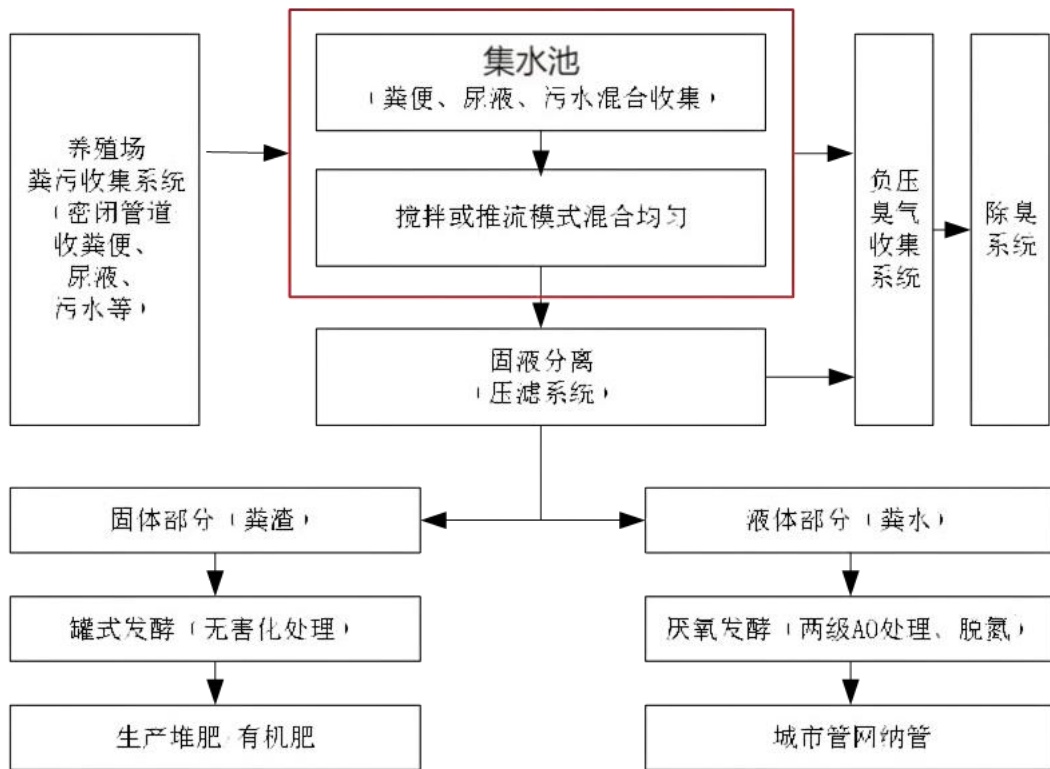 养殖场
粪污收集系统
（密闭管道
收粪便、
尿液、
污水等）
集水池
（粪便、尿液、污水混合收集）
搅拌或推流模式混合均匀
固液分离
（压滤系统）
负压
臭气
收集
系统
除臭
系统
固体部分（粪渣）
液体部分（粪水）
罐式发酵（无害化处理）
厌氧发酵（两级AO处理、脱氮）
生产堆肥/有机肥
城市管网纳管